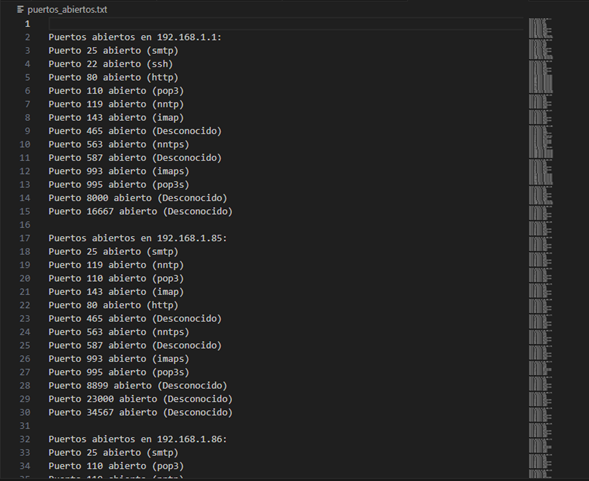 puertos_abiertos.txt
1
2 Puertos abiertos en 192.168.1.1:
3 Puerto 25 abierto (smtp)
4 Puerto 22 abierto (ssh)
5 Puerto 80 abierto (http)
6 Puerto 110 abierto (pop3)
7 Puerto 119 abierto (nntp)
8 Puerto 143 abierto (imap)
9 Puerto 465 abierto (Desconocido)
10 Puerto 563 abierto (nntps)
11 Puerto 587 abierto (Desconocido)
12 Puerto 993 abierto (imaps)
13 Puerto 995 abierto (pop3s)
14 Puerto 8000 abierto (Desconocido)
15 Puerto 16667 abierto (Desconocido)
16
17 Puertos abiertos en 192.168.1.85:
18 Puerto 25 abierto (smtp)
19 Puerto 119 abierto (nntp)
20 Puerto 110 abierto (pop3)
21 Puerto 143 abierto (imap)
22 Puerto 80 abierto (http)
23 Puerto 465 abierto (Desconocido)
24 Puerto 563 abierto (nntps)
25 Puerto 587 abierto (Desconocido)
26 Puerto 993 abierto (imaps)
27 Puerto 995 abierto (pop3s)
28 Puerto 8899 abierto (Desconocido)
29 Puerto 23000 abierto (Desconocido)
30 Puerto 34567 abierto (Desconocido)
31
32 Puertos abiertos en 192.168.1.86:
33 Puerto 25 abierto (smtp)
34 Puerto 110 abierto (pop3)